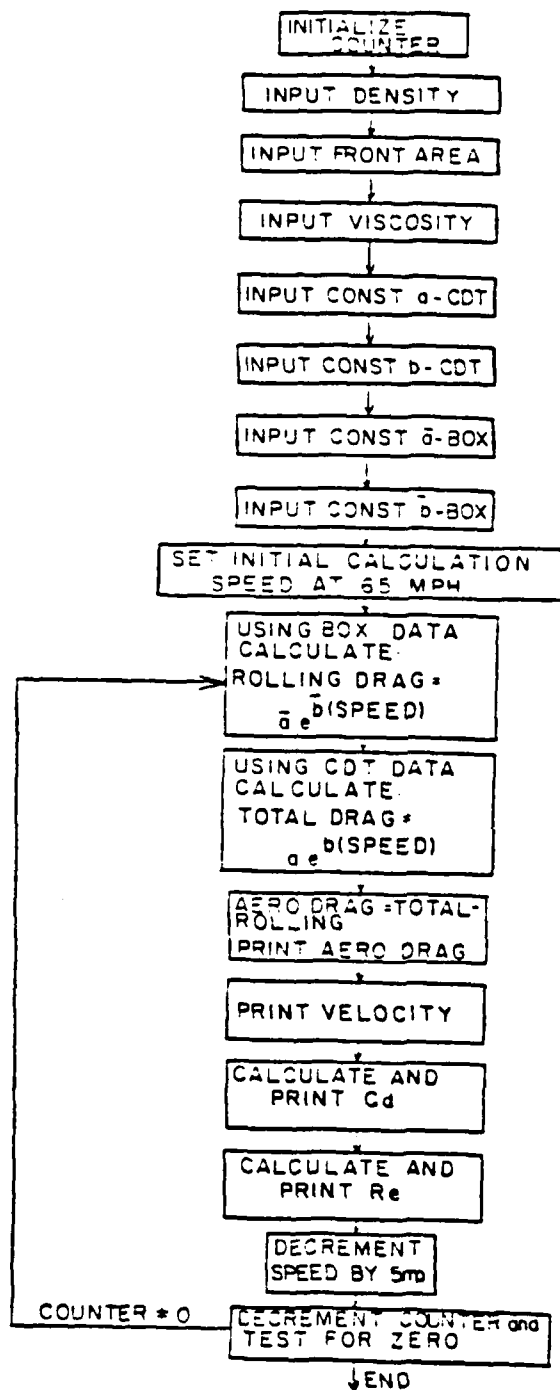 INITIALIZE
COUNTER
INPUT DENSITY
INPUT FRONT AREA
INPUT VISCOSITY
INPUT CONST a-CDT
INPUT CONST b-CDT
INPUT CONST a̅-BOX
INPUT CONST b̅-BOX
SET INITIAL CALCULATION
SPEED AT 65 MPH
USING BOX DATA
CALCULATE
ROLLING DRAG=
a̅ e b̅(SPEED)
USING CDT DATA
CALCULATE
TOTAL DRAG=
a e b(SPEED)
AERO DRAG=TOTAL-
ROLLING
PRINT AERO DRAG
PRINT VELOCITY
CALCULATE AND
PRINT Cd
CALCULATE AND
PRINT Re
DECREMENT
SPEED BY 5
COUNTER ≠ 0
DECREMENT COUNTER and
TEST FOR ZERO
END